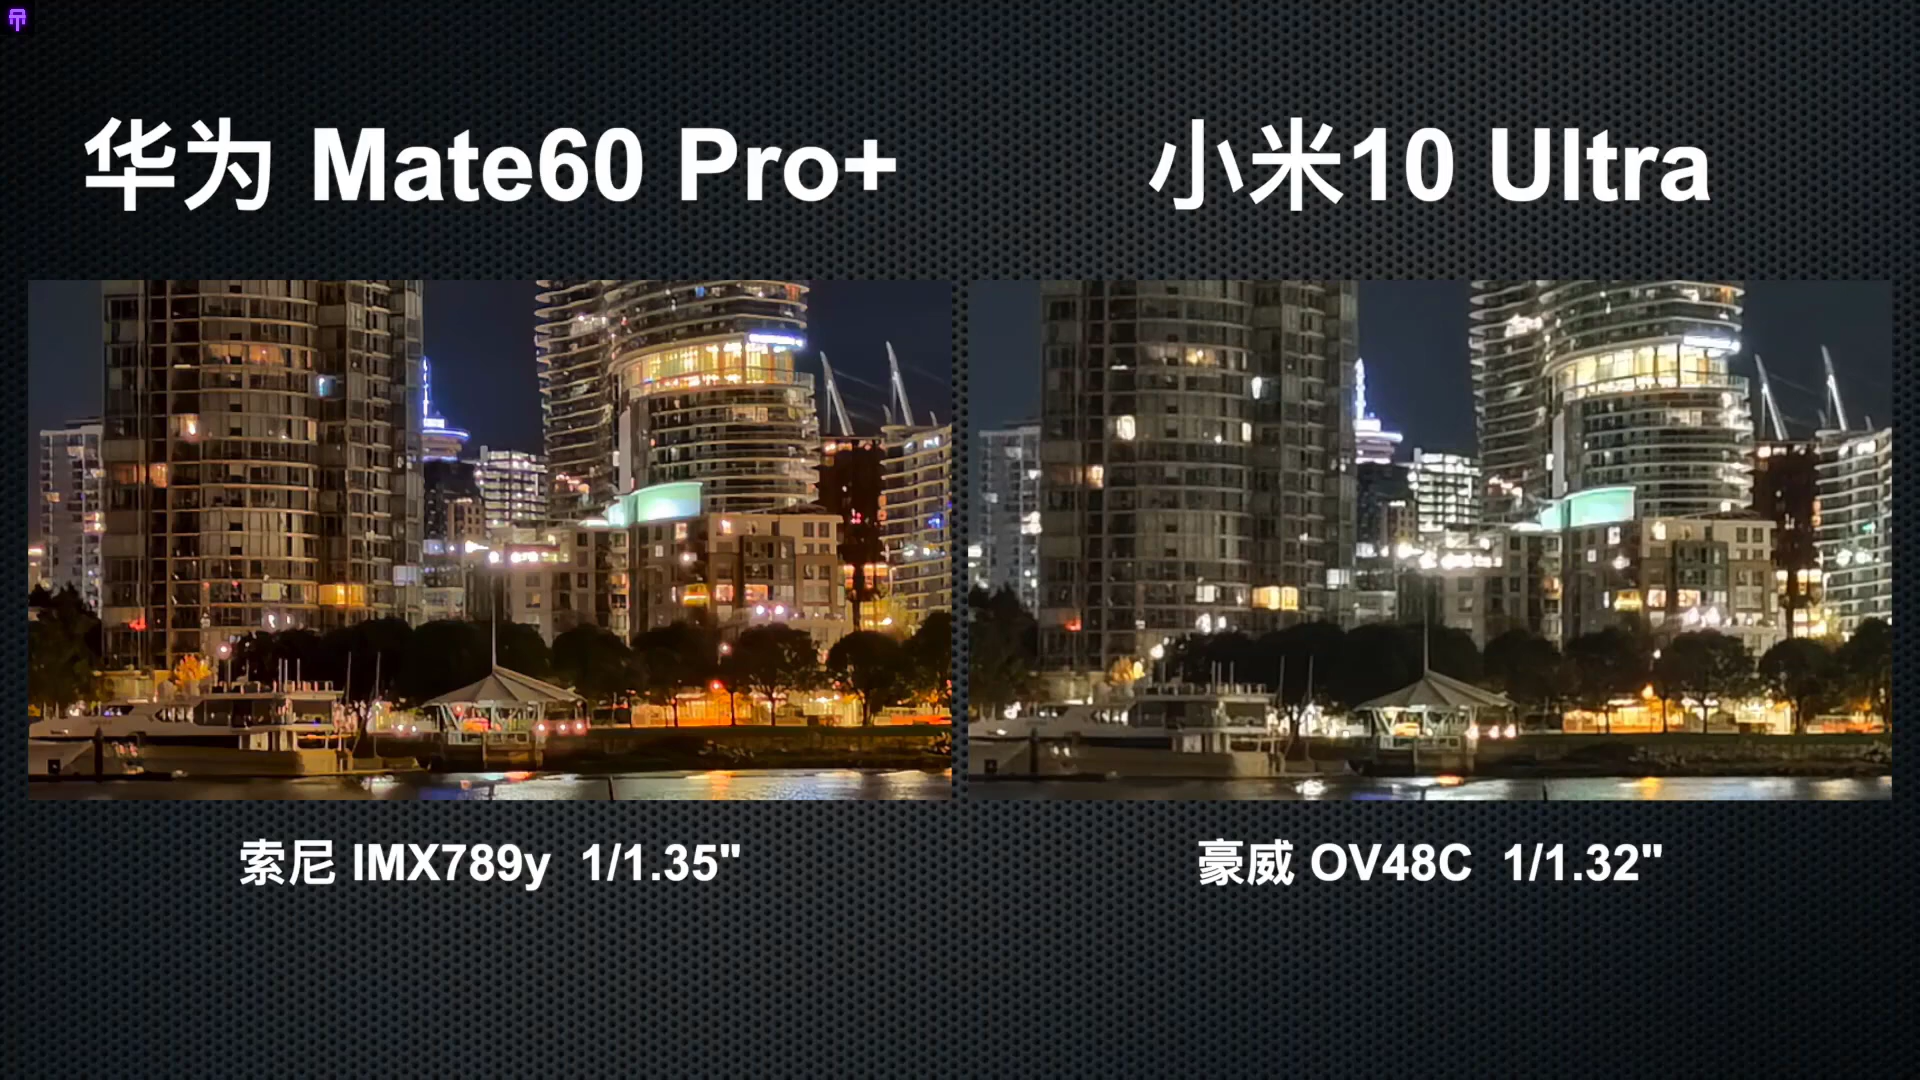 华为 Mate60 Pro+
小米10 Ultra
索尼 IMX789y 1/1.35"
豪威 OV48C 1/1.32"